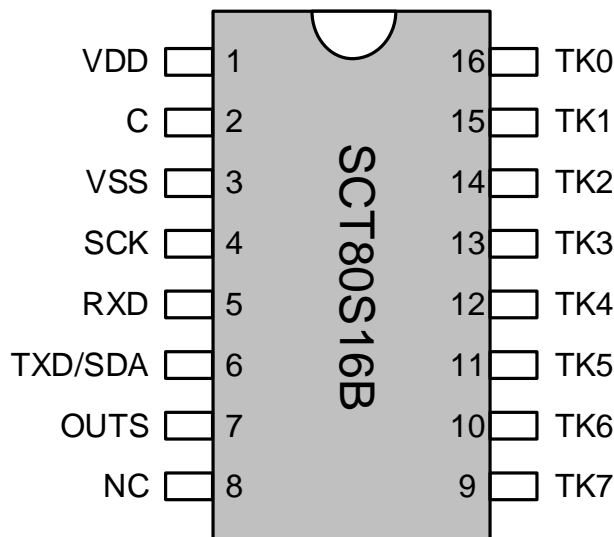 VDD 1 16 TK0
C 2 15 TK1
VSS 3 14 TK2
SCK 4 13 TK3
RXD 5 12 TK4
TXD/SDA 6 11 TK5
OUTS 7 10 TK6
NC 8 9 TK7
SCT80S16B